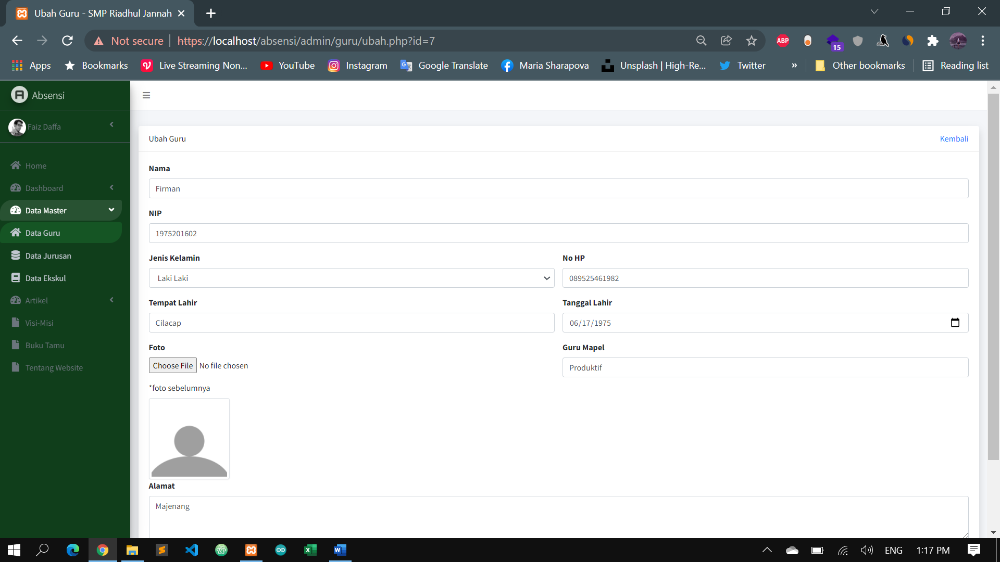 Ubah Guru - SMP Riadhul Jannah
Not secure https://localhost/absensi/admin/guru/ubah.php?id=7
ABP
15
Apps Bookmarks Live Streaming Non... YouTube Instagram Google Translate Maria Sharapova Unsplash | High-Re... Twitter » Other bookmarks Reading list
Absensi
Faiz Daffa
Home
Dashboard
Data Master
Data Guru
Data Jurusan
Data Ekskul
Artikel
Visi-Misi
Buku Tamu
Tentang Website
Ubah Guru Kembali
Nama
Firman
NIP
1975201602
Jenis Kelamin No HP
Laki Laki 089525461982
Tempat Lahir Tanggal Lahir
Cilacap 06/17/1975
Foto Guru Mapel
Choose File No file chosen Produktif
*foto sebelumnya
Alamat
Majenang
ENG 1:17 PM